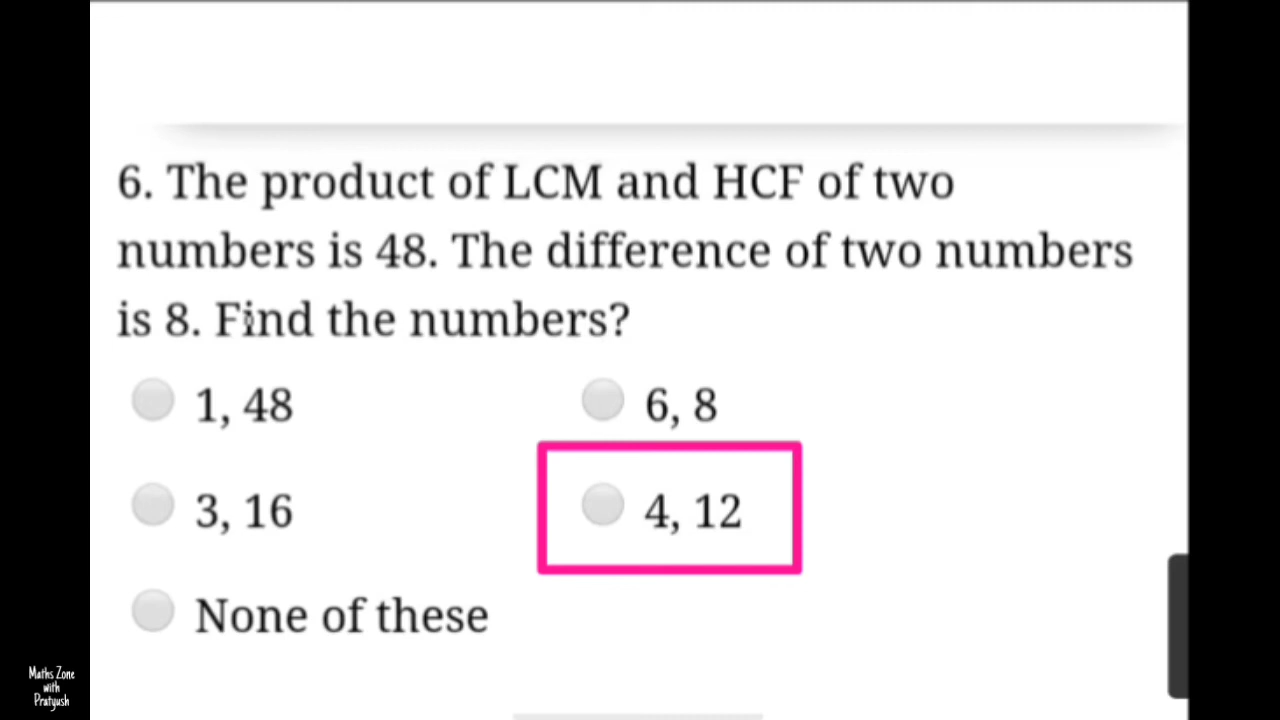 6. The product of LCM and HCF of two
numbers is 48. The difference of two numbers
is 8. Find the numbers?
1, 48
6, 8
3, 16
4, 12
None of these
Maths Zone
with
Pratyush